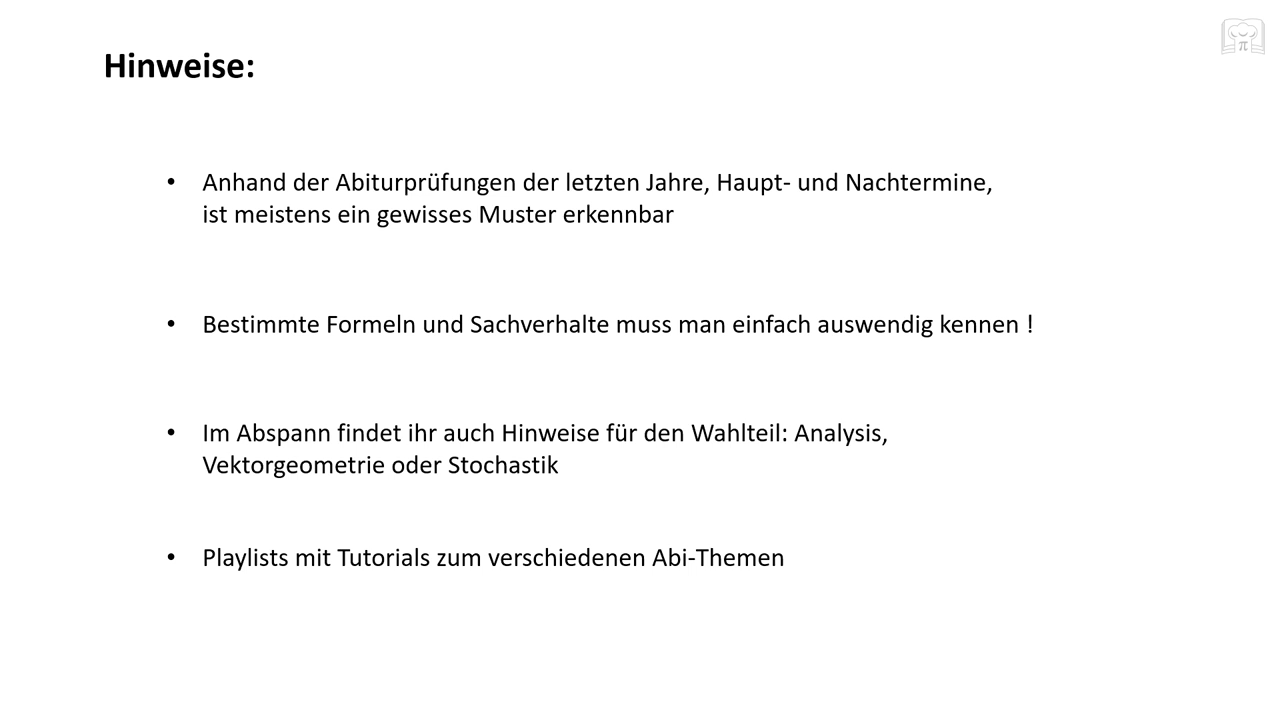 Hinweise:
• Anhand der Abiturprüfungen der letzten Jahre, Haupt- und Nachtermine,
ist meistens ein gewisses Muster erkennbar
• Bestimmte Formeln und Sachverhalte muss man einfach auswendig kennen !
• Im Abspann findet ihr auch Hinweise für den Wahlteil: Analysis,
Vektorgeometrie oder Stochastik
• Playlists mit Tutorials zum verschiedenen Abi-Themen
π